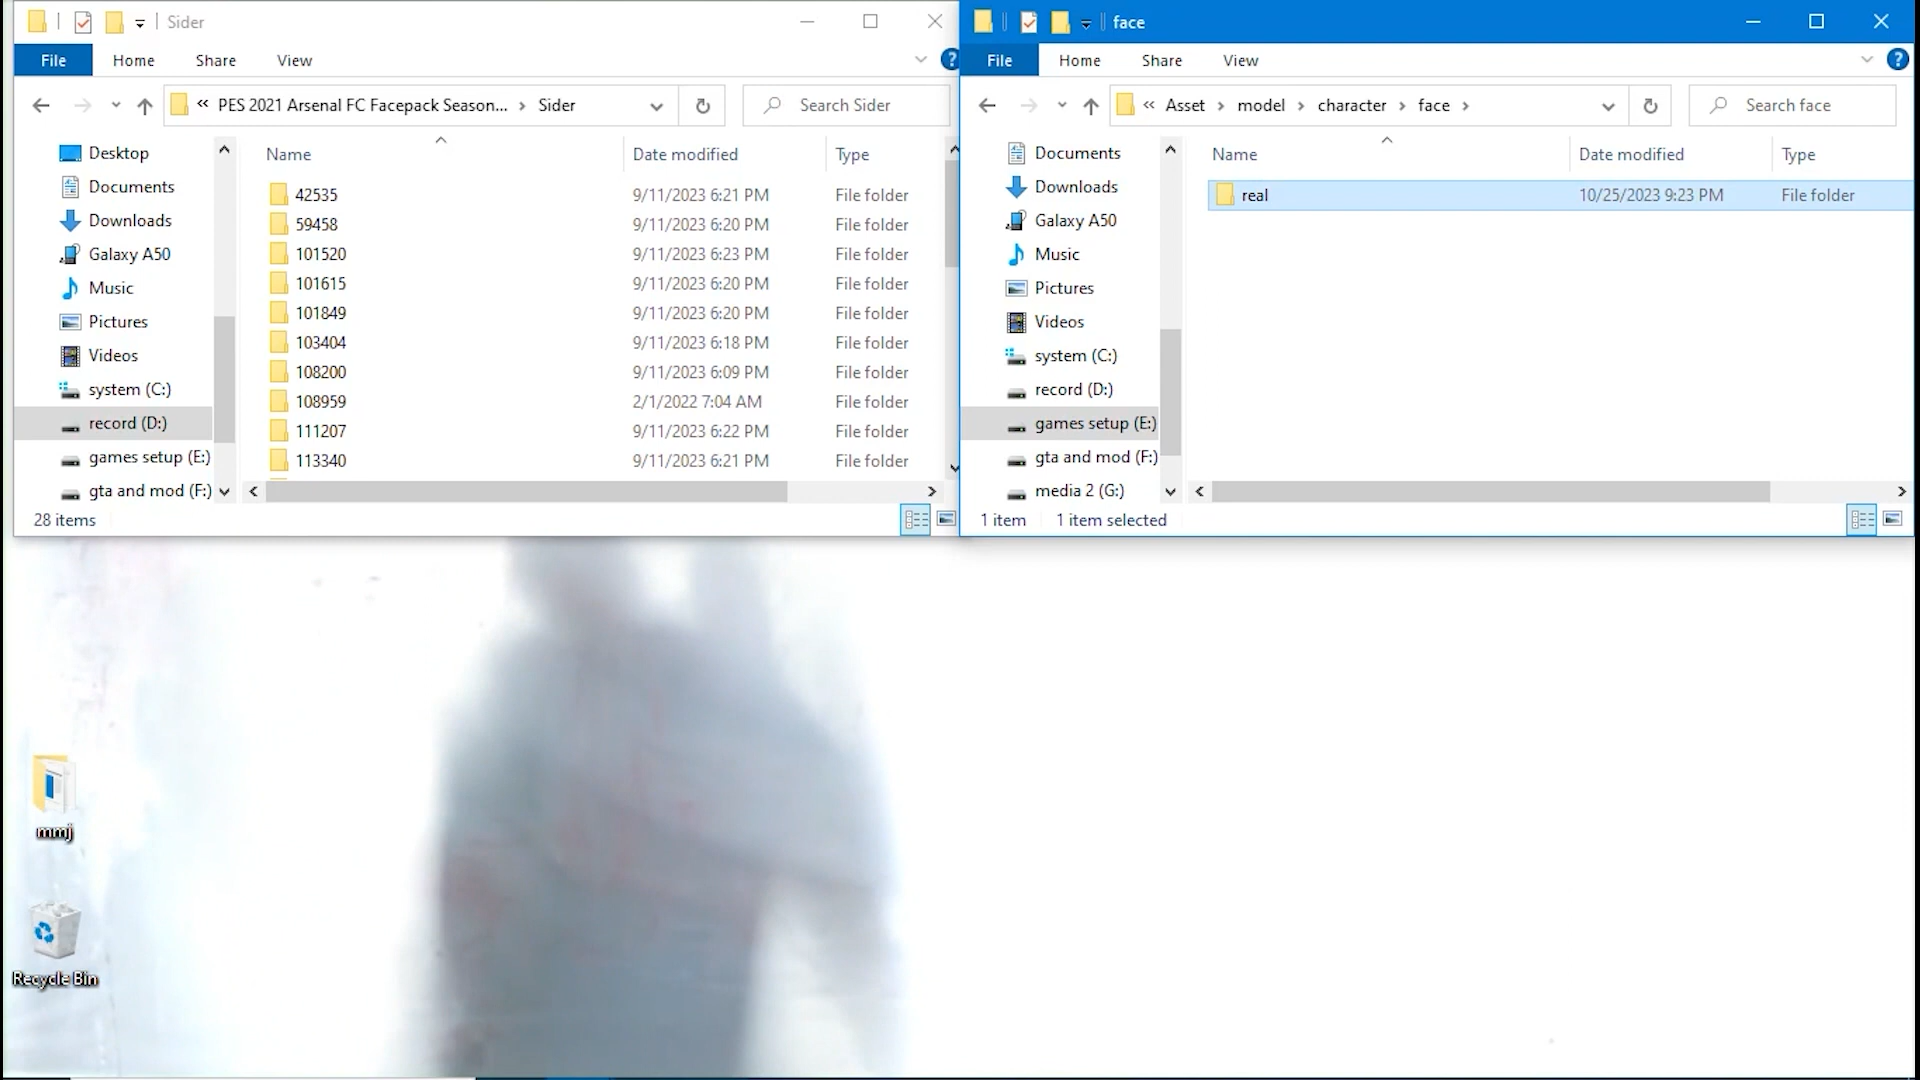 Sider
File Home Share View
« PES 2021 Arsenal FC Facepack Season... › Sider
Search Sider
Desktop
Documents
Downloads
Galaxy A50
Music
Pictures
Videos
system (C:)
record (D:)
games setup (E:)
gta and mod (F:)
Name Date modified Type
42535 9/11/2023 6:21 PM File folder
59458 9/11/2023 6:20 PM File folder
101520 9/11/2023 6:23 PM File folder
101615 9/11/2023 6:20 PM File folder
101849 9/11/2023 6:20 PM File folder
103404 9/11/2023 6:18 PM File folder
108200 9/11/2023 6:09 PM File folder
108959 2/1/2022 7:04 AM File folder
111207 9/11/2023 6:22 PM File folder
113340 9/11/2023 6:21 PM File folder
28 items
face
File Home Share View
« Asset › model › character › face ›
Search face
Documents
Downloads
Galaxy A50
Music
Pictures
Videos
system (C:)
record (D:)
games setup (E:)
gta and mod (F:)
media 2 (G:)
Name Date modified Type
real 10/25/2023 9:23 PM File folder
1 item 1 item selected
mmj
Recycle Bin